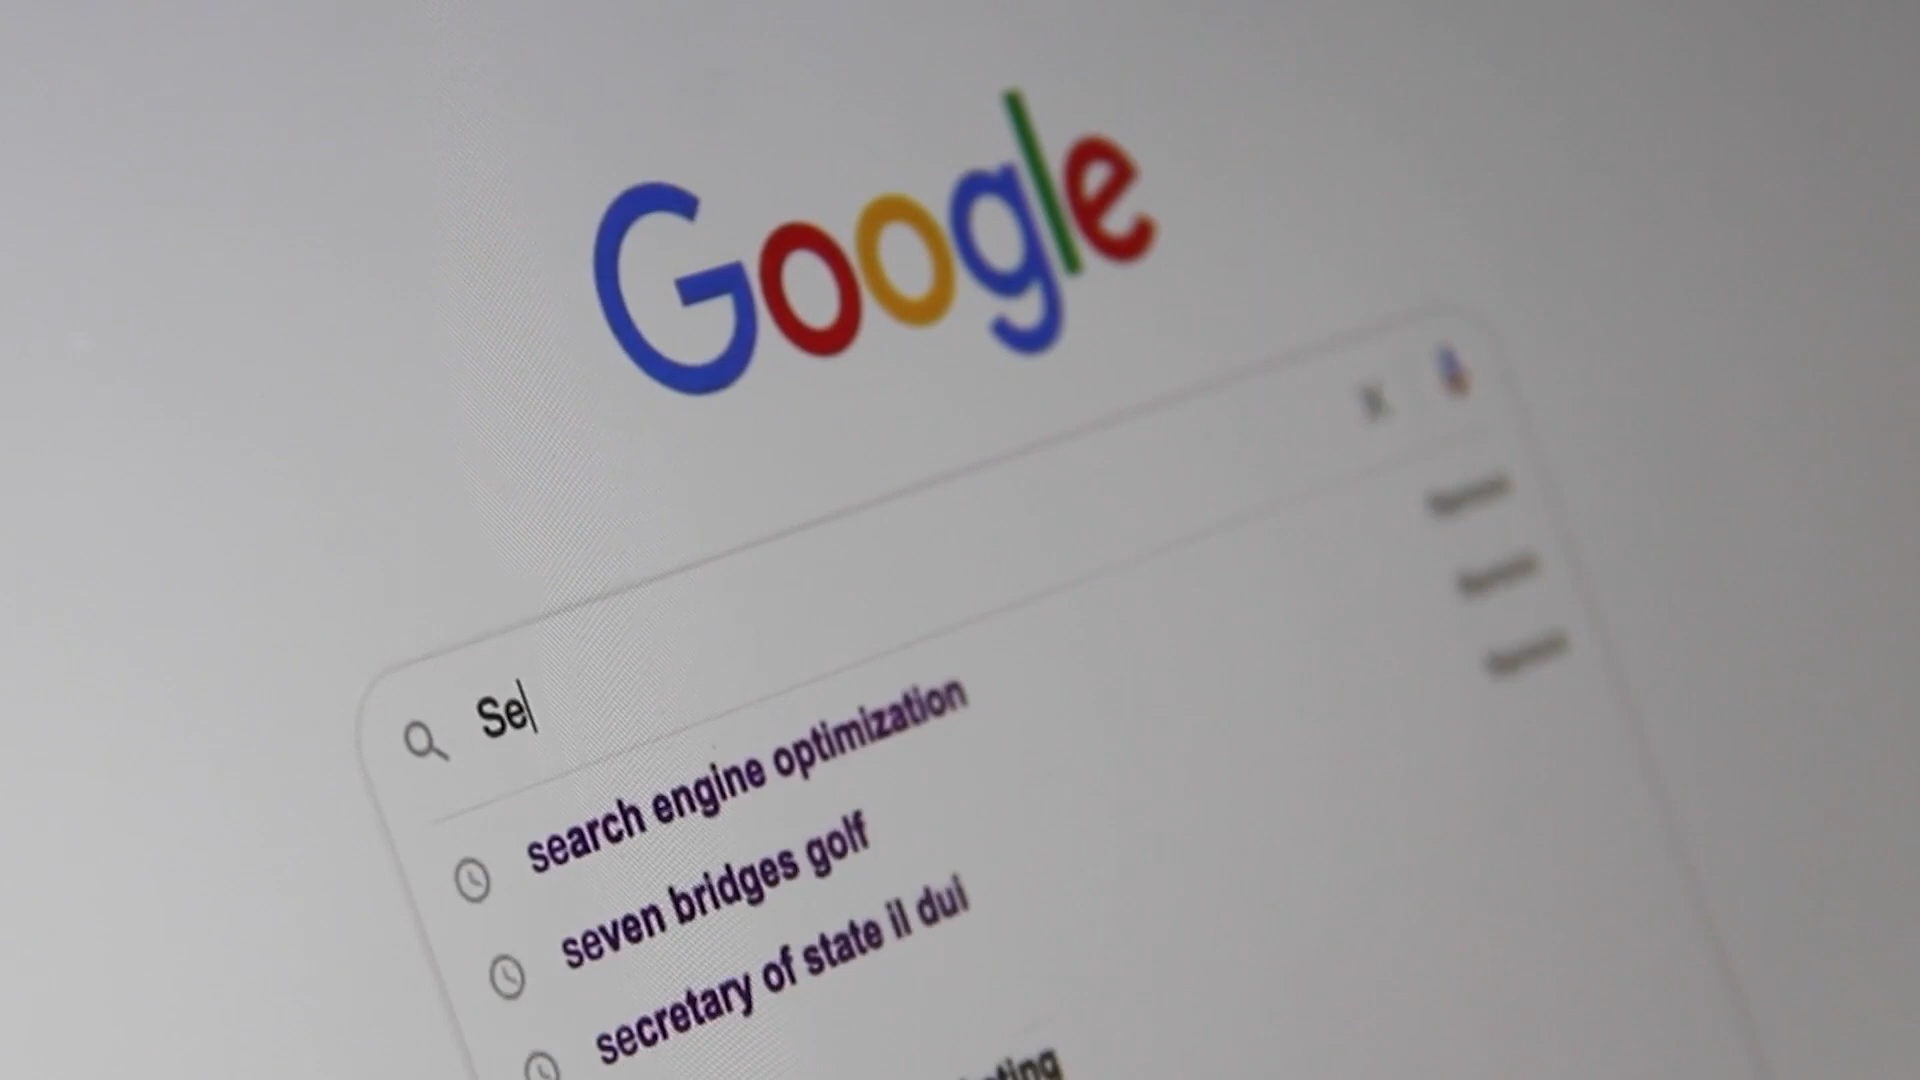 Google
Se
search engine optimization
seven bridges golf
secretary of state il dui